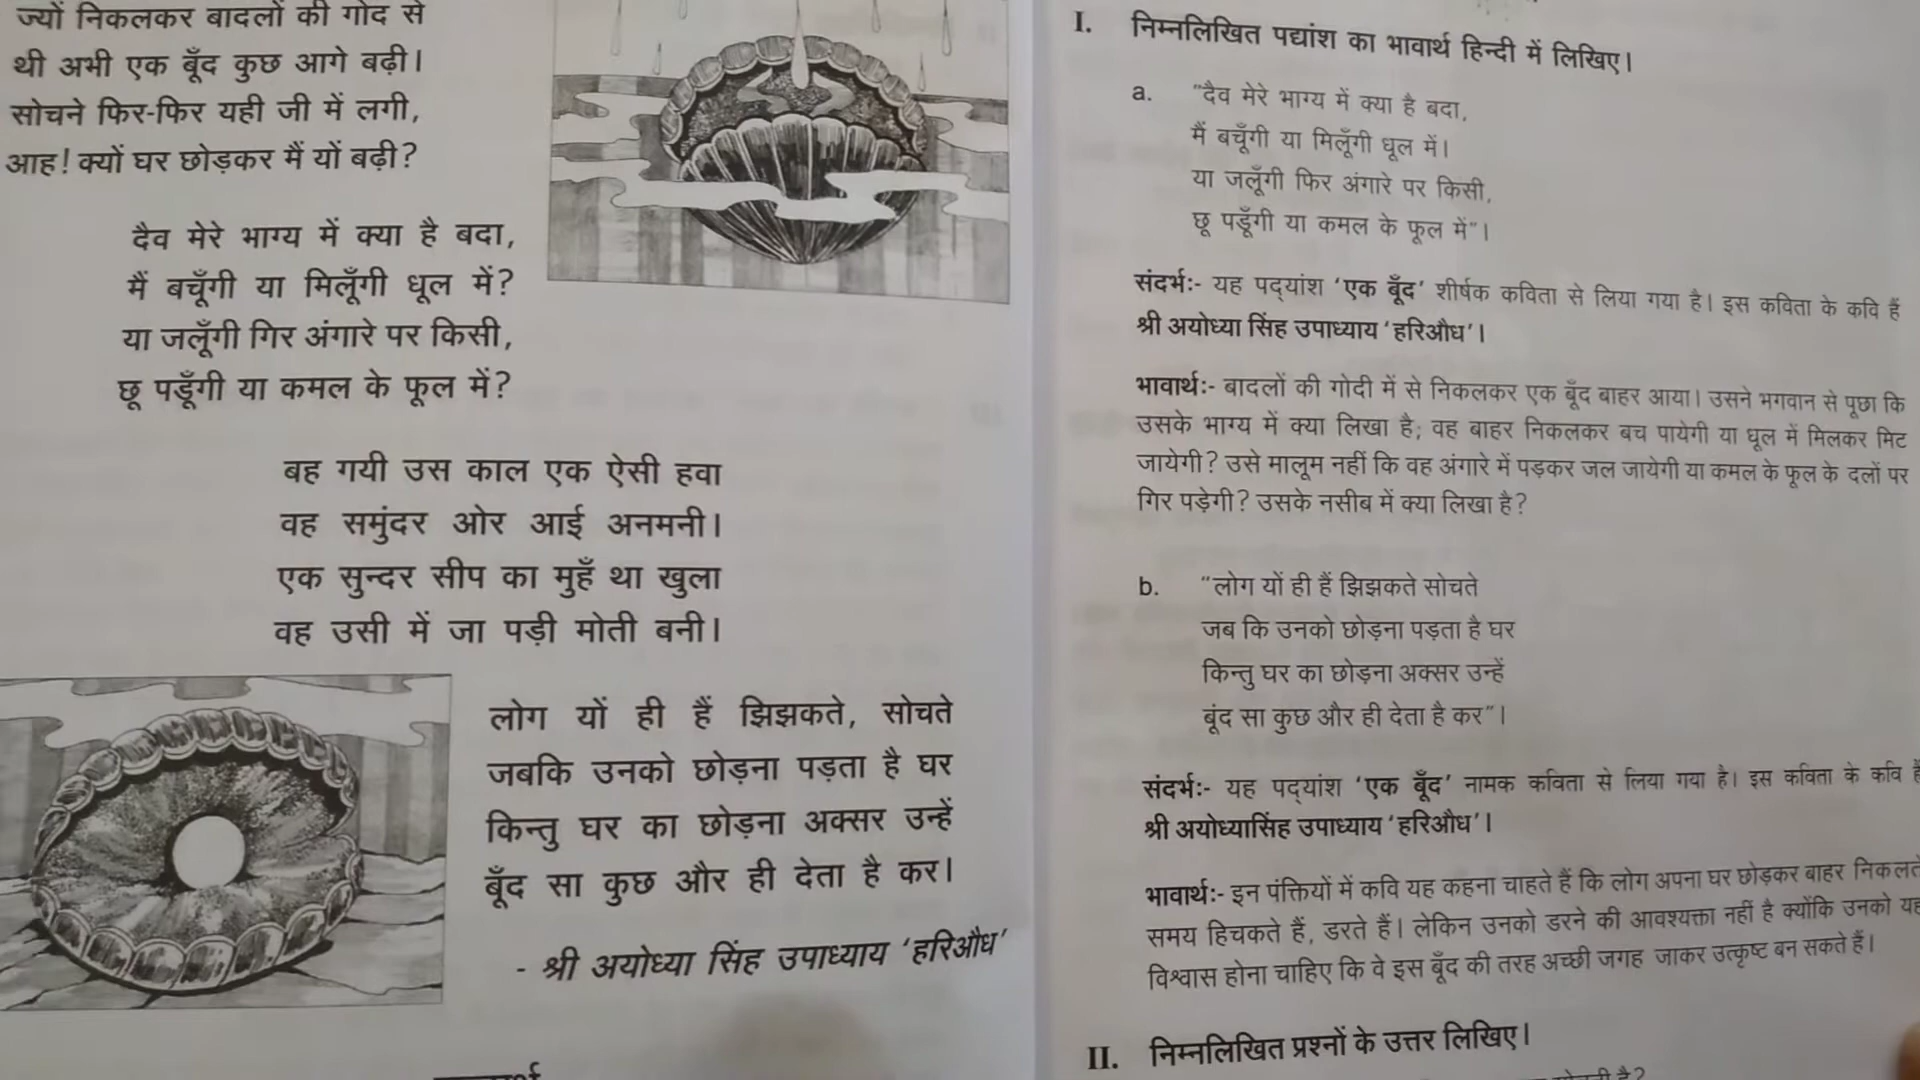 ज्यों निकलकर बादलों की गोद से
थी अभी एक बूँद कुछ आगे बढ़ी।
सोचने फिर-फिर यही जी में लगी,
आह! क्यों घर छोड़कर मैं यों बढ़ी?
दैव मेरे भाग्य में क्या है बदा,
मैं बचूँगी या मिलूँगी धूल में?
या जलूँगी गिर अंगारे पर किसी,
छू पडूँगी या कमल के फूल में?
बह गयी उस काल एक ऐसी हवा
वह समुंदर ओर आई अनमनी।
एक सुन्दर सीप का मुहँ था खुला
वह उसी में जा पड़ी मोती बनी।
लोग यों ही हैं झिझकते, सोचते
जबकि उनको छोड़ना पड़ता है घर
किन्तु घर का छोड़ना अक्सर उन्हें
बूँद सा कुछ और ही देता है कर।
- श्री अयोध्या सिंह उपाध्याय ‘हरिऔध’
I. निम्नलिखित पद्यांश का भावार्थ हिन्दी में लिखिए।
a. “दैव मेरे भाग्य में क्या है बदा,
मैं बचूँगी या मिलूँगी धूल में।
या जलूँगी फिर अंगारे पर किसी,
छू पडूँगी या कमल के फूल में”।
संदर्भः- यह पद्यांश ‘एक बूँद’ शीर्षक कविता से लिया गया है। इस कविता के कवि हैं
श्री अयोध्या सिंह उपाध्याय ‘हरिऔध’।
भावार्थः- बादलों की गोदी में से निकलकर एक बूँद बाहर आया। उसने भगवान से पूछा कि
उसके भाग्य में क्या लिखा है; वह बाहर निकलकर बच पायेगी या धूल में मिलकर मिट
जायेगी? उसे मालूम नहीं कि वह अंगारे में पड़कर जल जायेगी या कमल के फूल के दलों पर
गिर पड़ेगी? उसके नसीब में क्या लिखा है?
b. “लोग यों ही हैं झिझकते सोचते
जब कि उनको छोड़ना पड़ता है घर
किन्तु घर का छोड़ना अक्सर उन्हें
बूंद सा कुछ और ही देता है कर”।
संदर्भः- यह पद्यांश ‘एक बूँद’ नामक कविता से लिया गया है। इस कविता के कवि हैं
श्री अयोध्यासिंह उपाध्याय ‘हरिऔध’।
भावार्थः- इन पंक्तियों में कवि यह कहना चाहते हैं कि लोग अपना घर छोड़कर बाहर निकलते
समय हिचकते हैं, डरते हैं। लेकिन उनको डरने की आवश्यक्ता नहीं है क्योंकि उनको यह
विश्वास होना चाहिए कि वे इस बूँद की तरह अच्छी जगह जाकर उत्कृष्ट बन सकते हैं।
II. निम्नलिखित प्रश्नों के उत्तर लिखिए।